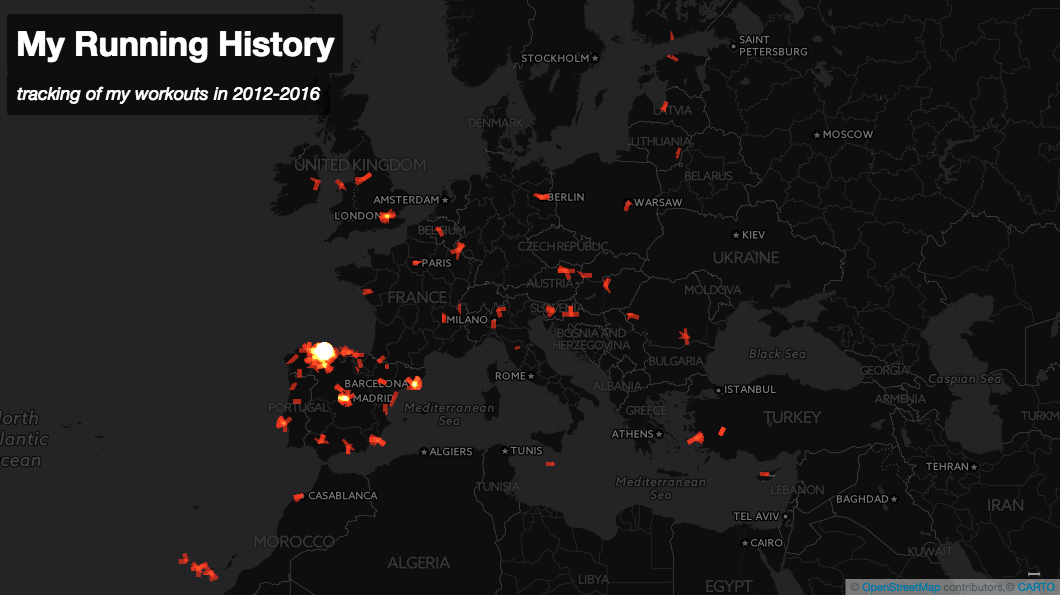 My Running History
tracking of my workouts in 2012-2016
SAINT
PETERSBURG
STOCKHOLM
LATVIA
DENMARK
MOSCOW
LITHUANIA
UNITED KINGDOM
BELARUS
AMSTERDAM
BERLIN
WARSAW
LONDON
BELGIUM
KIEV
CZECH REPUBLIC
UKRAINE
PARIS
AUSTRIA
MOLDOVA
FRANCE
SLOVENIA
MILANO
BOSNIA AND
HERZEGOVINA
Black Sea
BULGARIA
GEORGIA
ROME
Caspian Sea
BARCELONA
ALBANIA
ISTANBUL
MADRID
ARMENIA
PORTUGAL
Mediterranean
Sea
GREECE
TURKEY
TURKM
orth
lantic
cean
ATHENS
ALGIERS
TUNIS
TEHRAN
Mediterranean
Sea
TUNISIA
LEBANON
CASABLANCA
BAGHDAD
IRAN
TEL AVIV
MOROCCO
CAIRO
KUWAIT
ALGERIA
LIBYA
EGYPT
© OpenStreetMap contributors,© CARTO